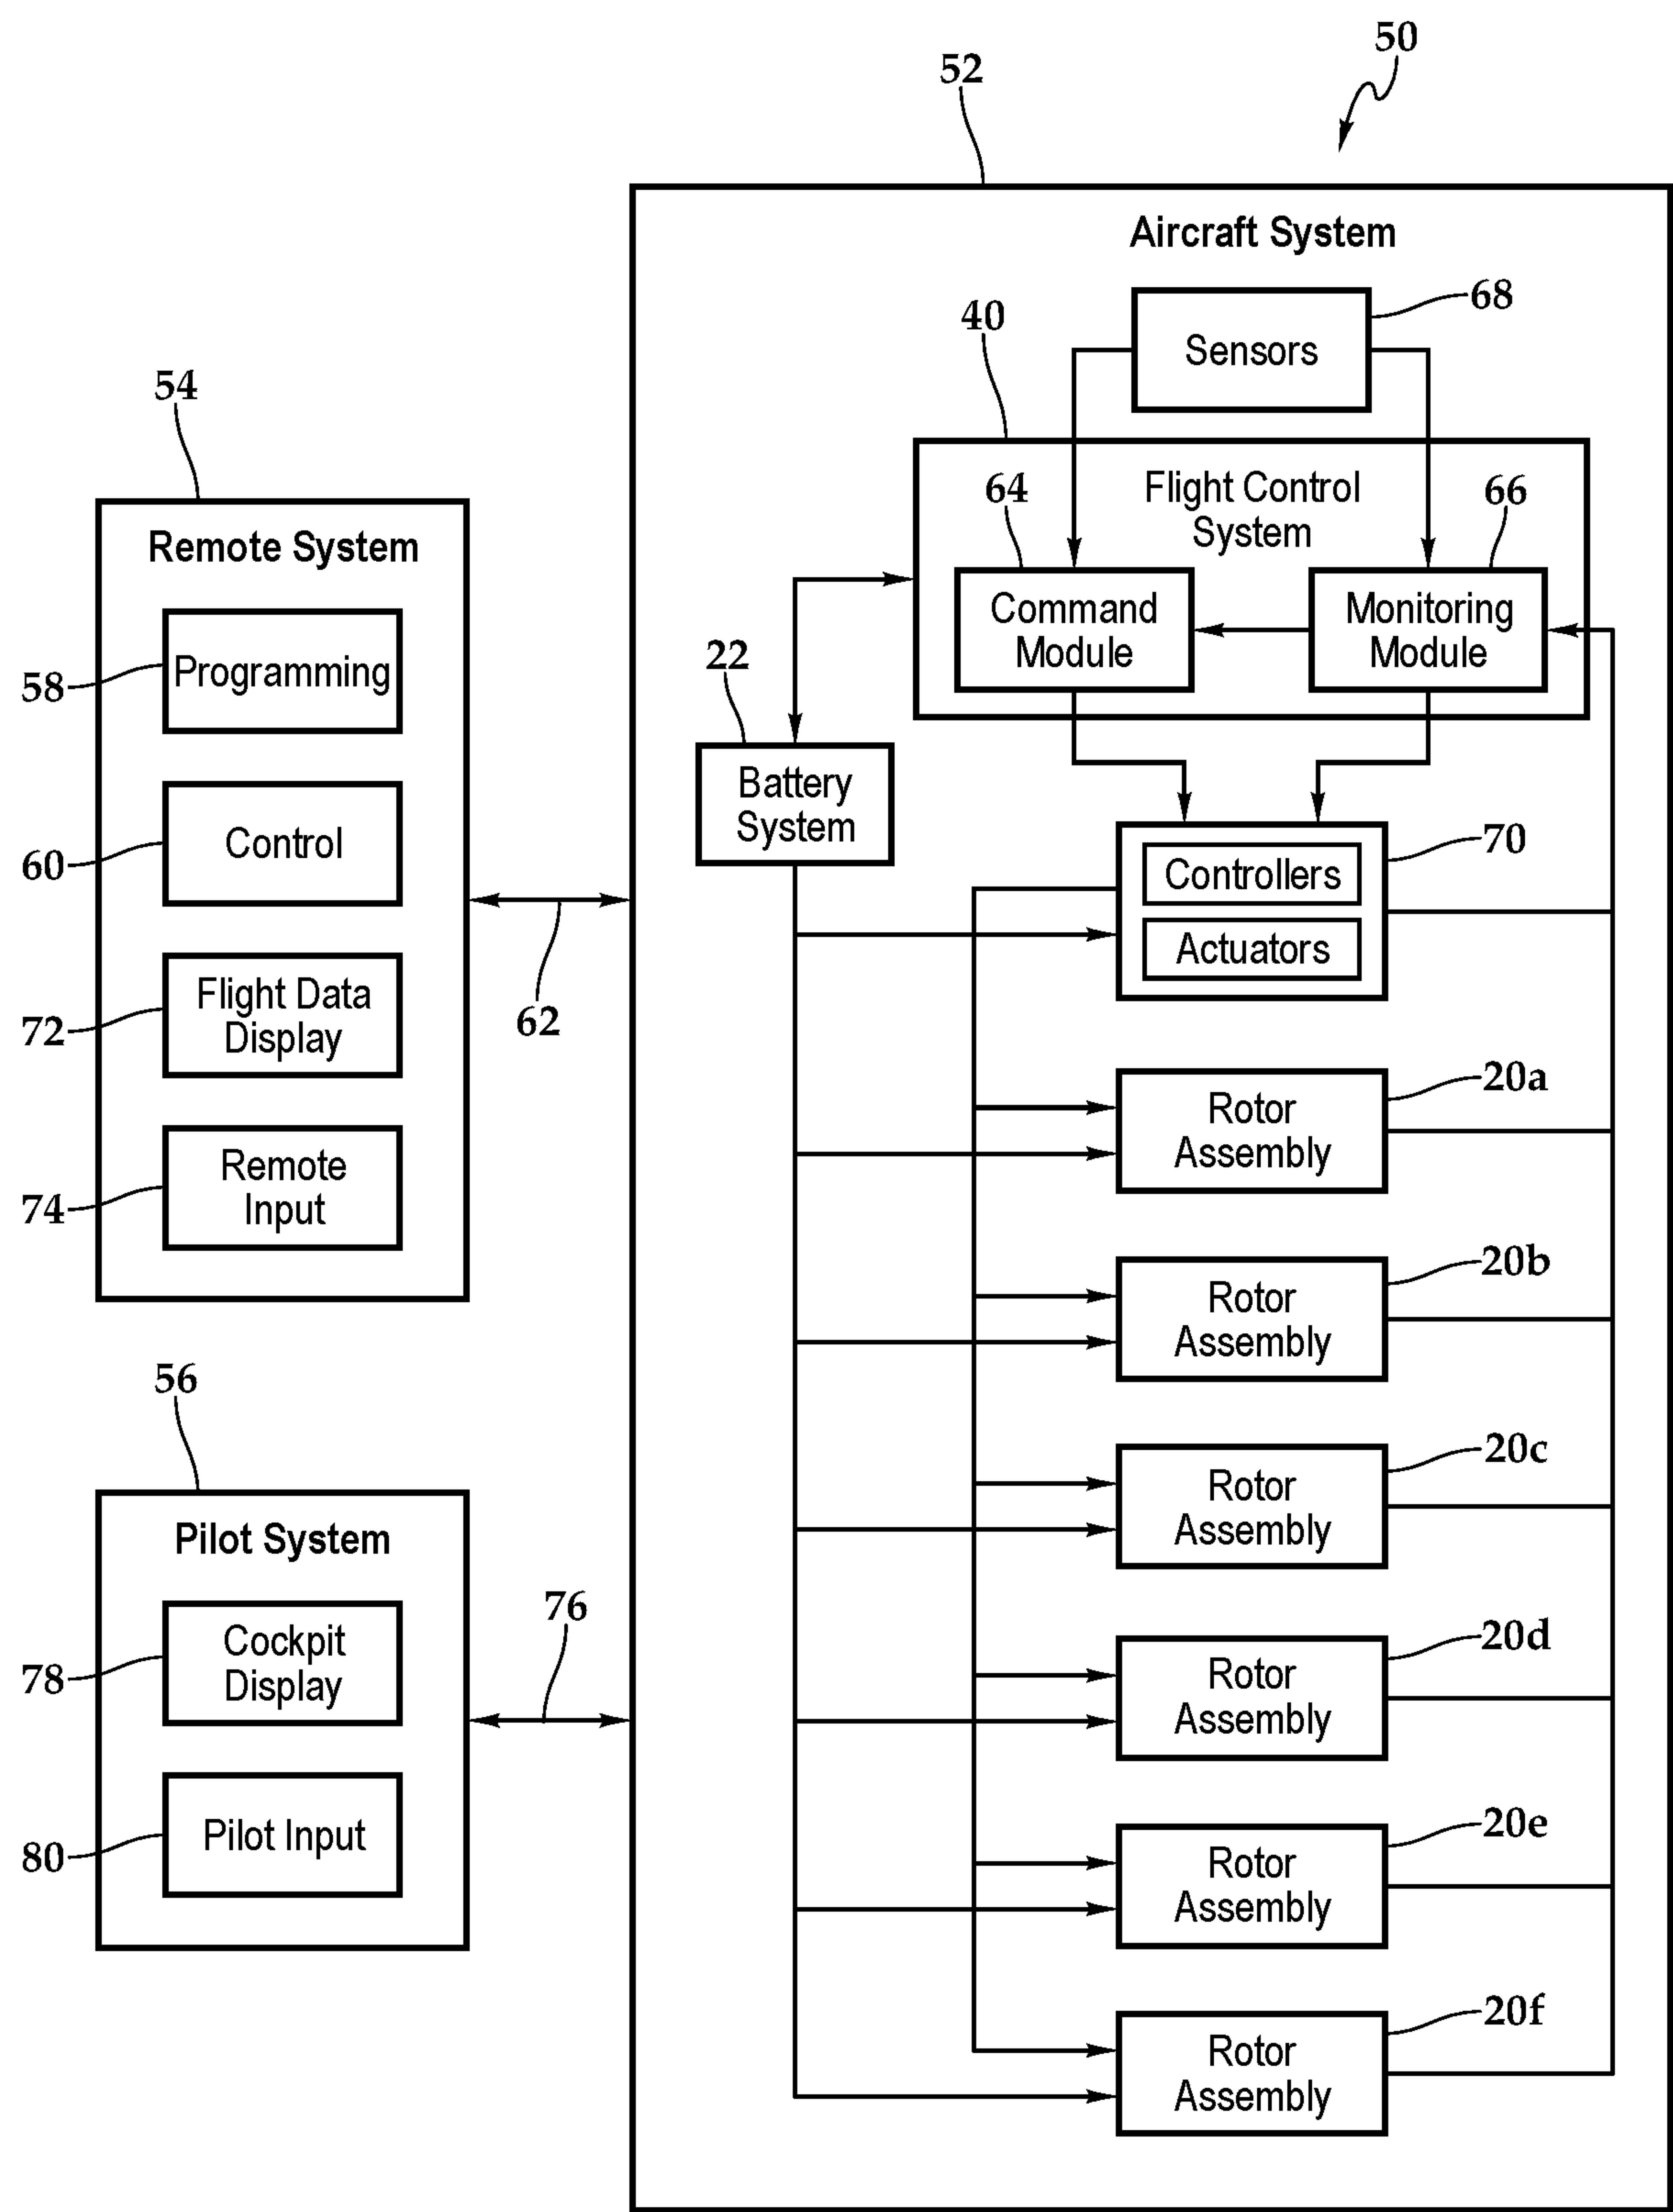 50
52
Aircraft System
68
Sensors
40
64
Flight Control
System
66
Command
Module
Monitoring
Module
22
Battery
System
70
Controllers
Actuators
20a
Rotor
Assembly
20b
Rotor
Assembly
20c
Rotor
Assembly
20d
Rotor
Assembly
20e
Rotor
Assembly
20f
Rotor
Assembly
54
Remote System
58
Programming
60
Control
72
Flight Data
Display
74
Remote
Input
62
56
Pilot System
78
Cockpit
Display
80
Pilot Input
76